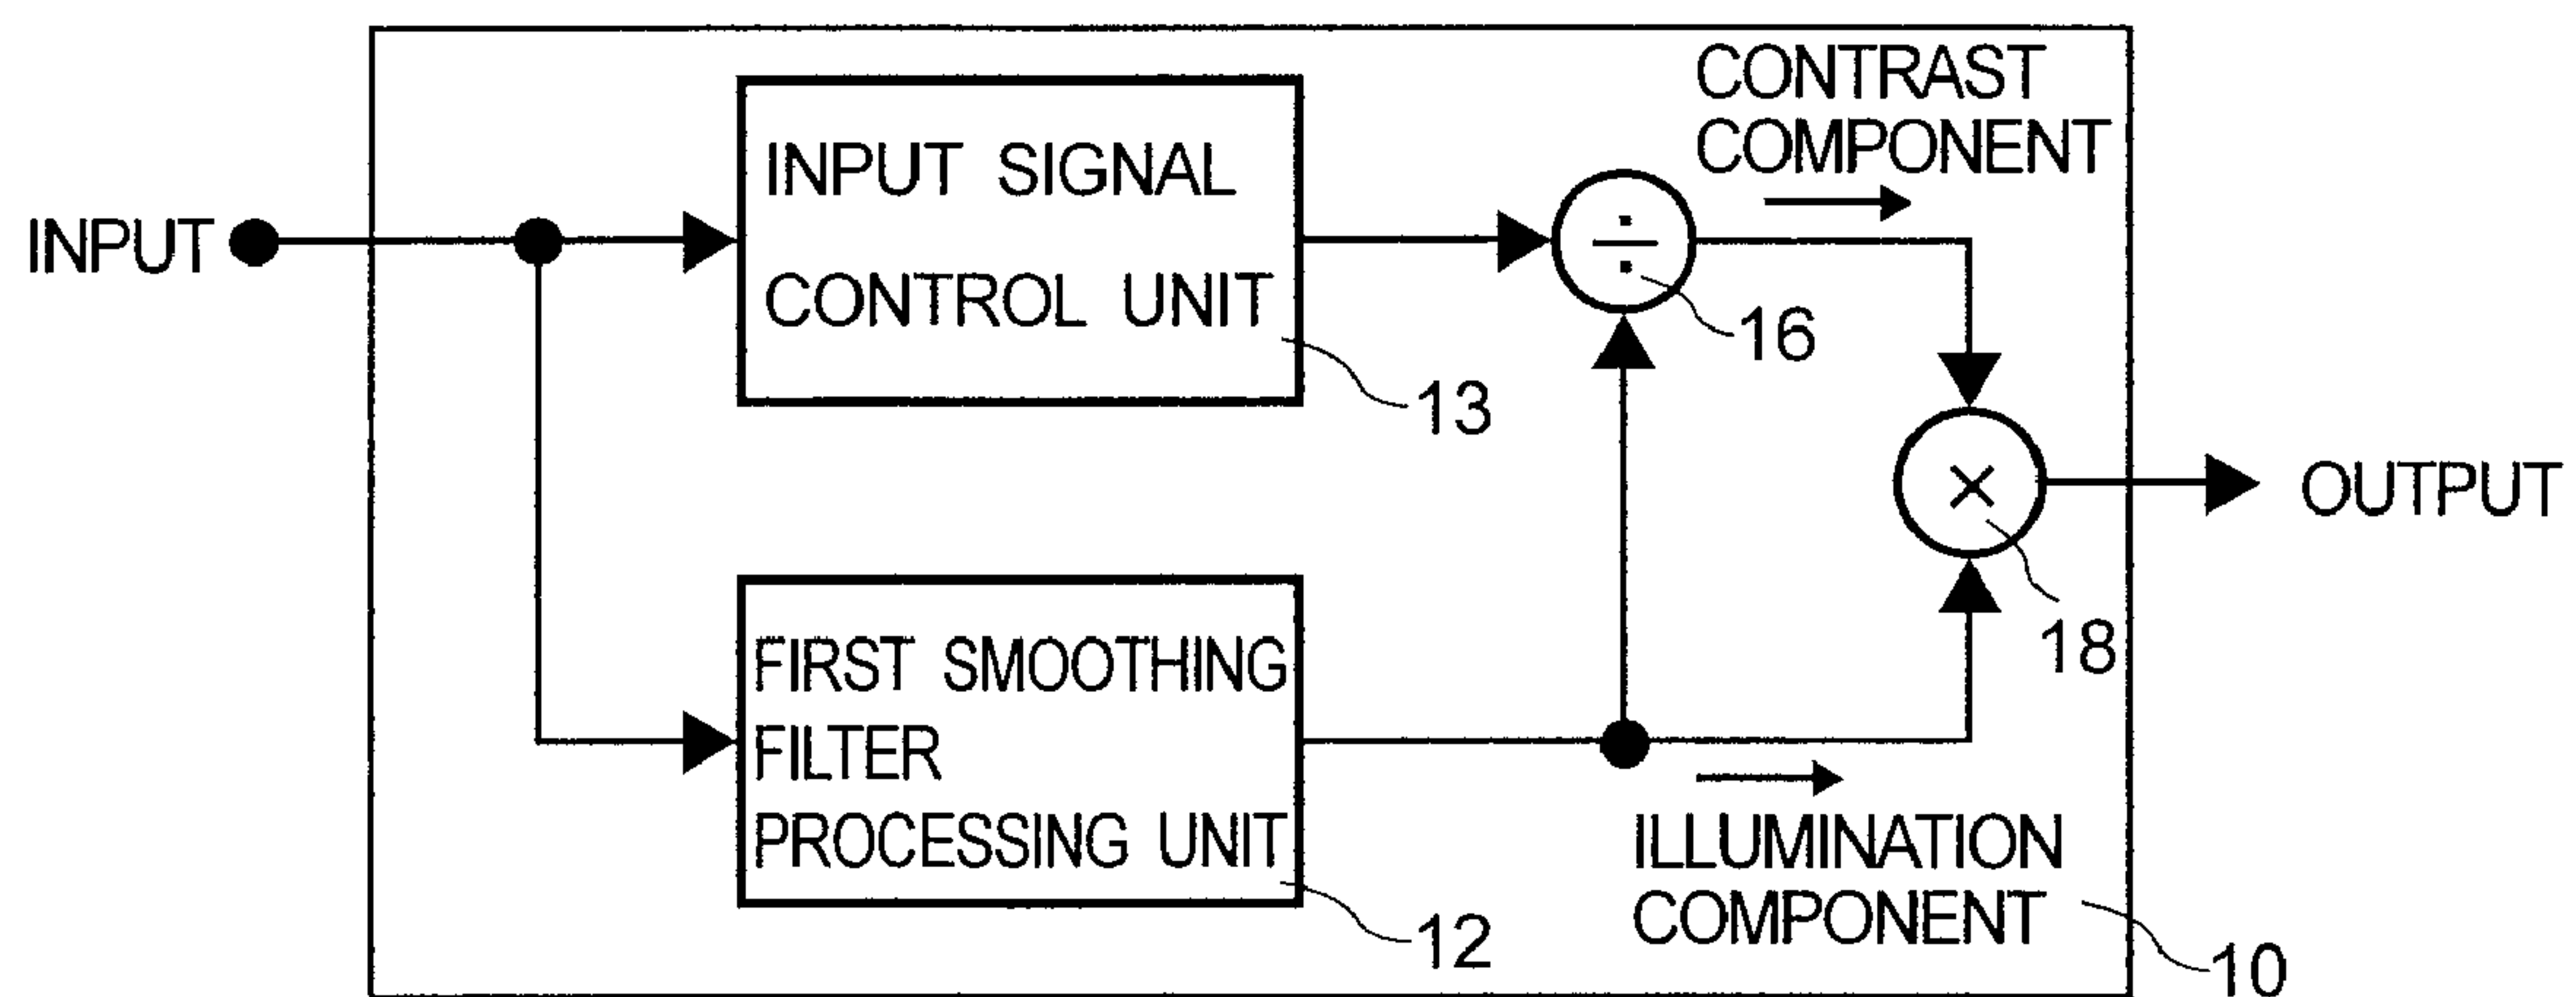 INPUT
INPUT SIGNAL
CONTROL UNIT
13
÷
16
CONTRAST
COMPONENT
×
18
OUTPUT
FIRST SMOOTHING
FILTER
PROCESSING UNIT
12
ILLUMINATION
COMPONENT
10